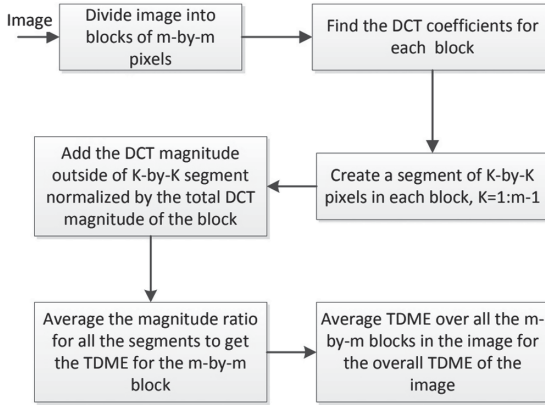 Image
Divide image into
blocks of m-by-m
pixels
Find the DCT coefficients for
each block
Create a segment of K-by-K
pixels in each block, K=1:m-1
Add the DCT magnitude
outside of K-by-K segment
normalized by the total DCT
magnitude of the block
Average the magnitude ratio
for all the segments to get
the TDME for the m-by-m
block
Average TDME over all the m-
by-m blocks in the image for
the overall TDME of the
image